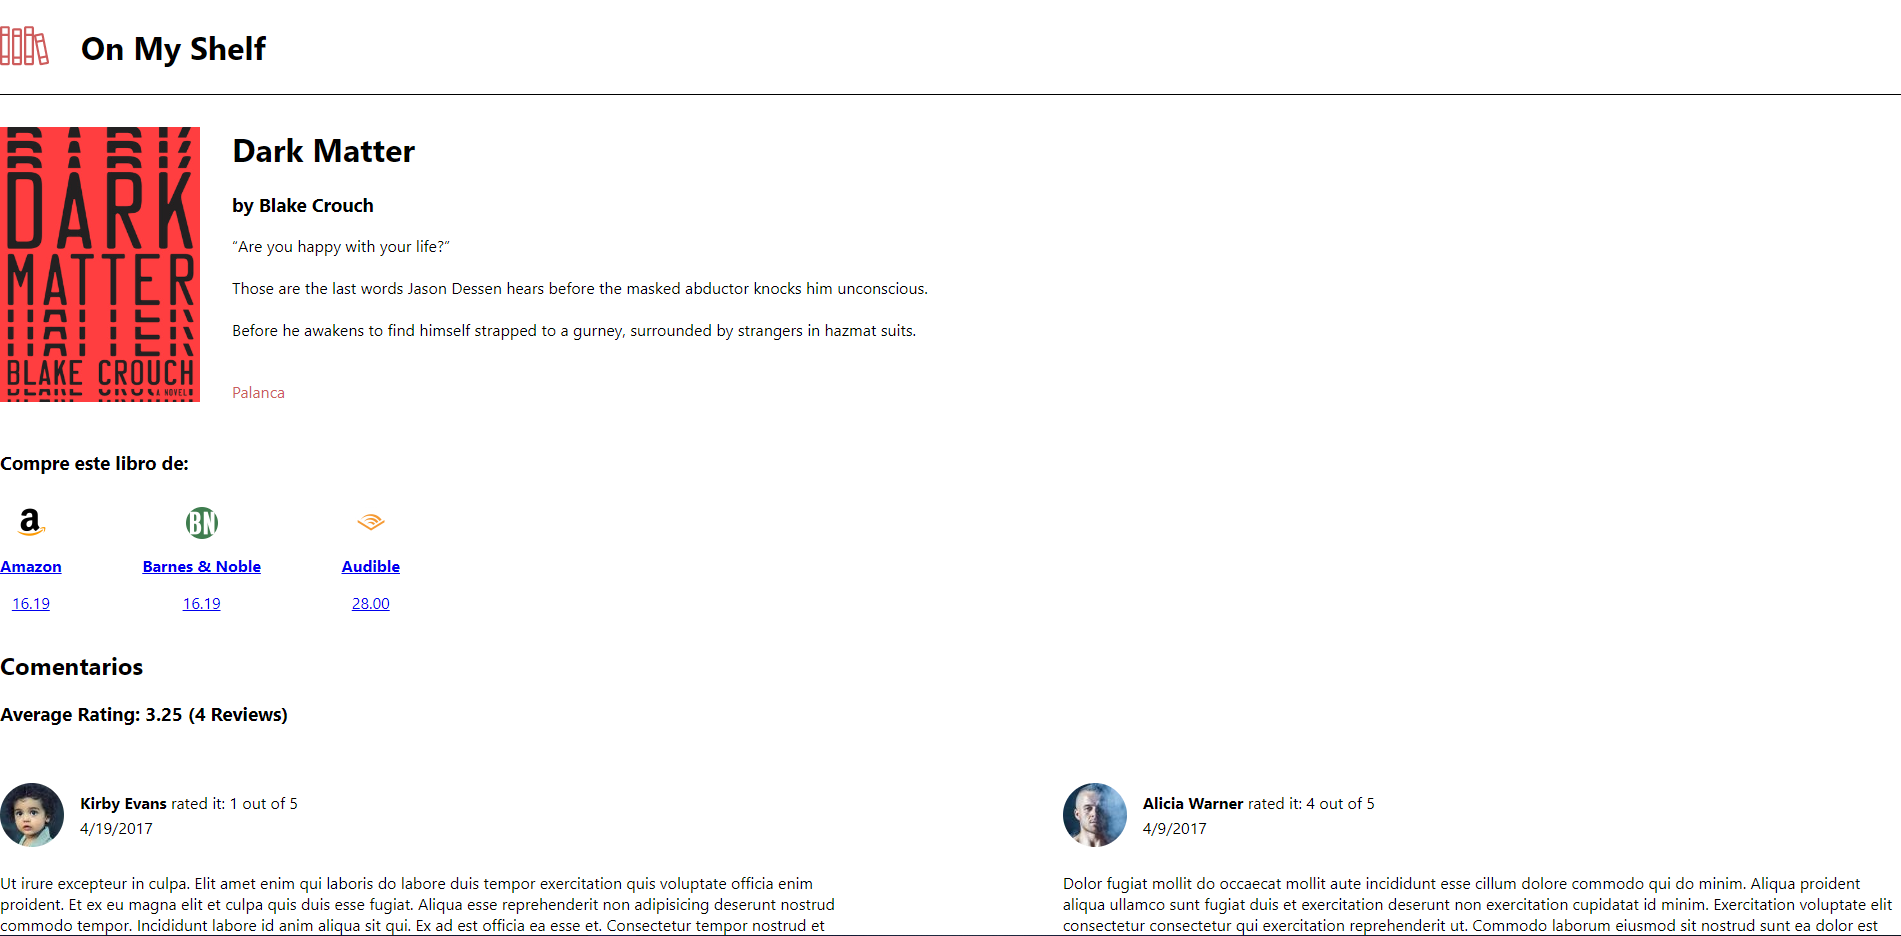 On My Shelf
DARK
DARK
MATTER
BLAKE CROUCH
A NOVEL
Dark Matter
by Blake Crouch
“Are you happy with your life?”
Those are the last words Jason Dessen hears before the masked abductor knocks him unconscious.
Before he awakens to find himself strapped to a gurney, surrounded by strangers in hazmat suits.
Palanca
Compre este libro de:
a
BN
Amazon
Barnes & Noble
Audible
16.19
16.19
28.00
Comentarios
Average Rating: 3.25 (4 Reviews)
Kirby Evans rated it: 1 out of 5
4/19/2017
Ut irure excepteur in culpa. Elit amet enim qui laboris do labore duis tempor exercitation quis voluptate officia enim
proident. Et ex eu magna elit et culpa quis duis esse fugiat. Aliqua esse reprehenderit non adipisicing deserunt nostrud
commodo tempor. Incididunt labore id anim aliqua sit qui. Ex ad est officia ea esse et. Consectetur tempor nostrud et
Alicia Warner rated it: 4 out of 5
4/9/2017
Dolor fugiat mollit do occaecat mollit aute incididunt esse cillum dolore commodo qui do minim. Aliqua proident
aliqua ullamco sunt fugiat duis et exercitation deserunt non exercitation cupidatat id minim. Exercitation voluptate elit
consectetur consectetur qui exercitation reprehenderit ut. Commodo laborum eiusmod sit nostrud sunt ea dolor est